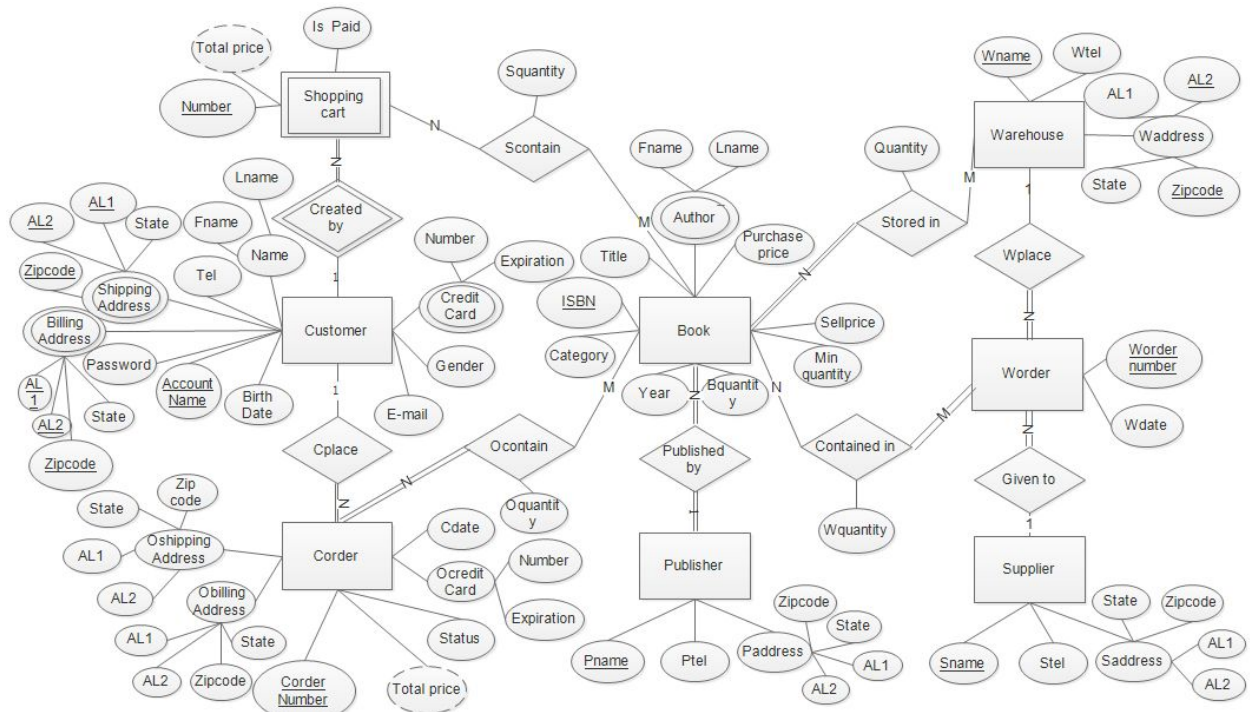 Is Paid
Total price
Number
Shopping
cart
N
Squantity
Scontain
N
M
Created
by
1
Lname
Fname
Name
Tel
AL1
AL2
State
Zipcode
Shipping
Address
Billing
Address
AL
1
AL2
State
Zipcode
Password
Account
Name
Birth
Date
E-mail
Gender
Customer
Number
Expiration
Credit
Card
1
Cplace
N
Fname
Lname
Author
Title
Purchase
price
ISBN
Category
Book
Sellprice
Min
quantity
Year
Bquantit
y
M
Ocontain
N
Oquantit
y
N
Published
by
1
Quantity
Stored in
M
N
Wname
Wtel
AL1
AL2
Warehouse
Waddress
State
Zipcode
1
Wplace
N
Worder
Worder
number
Wdate
N
Contained in
M
Wquantity
N
Given to
1
Zip
code
State
Oshipping
Address
AL1
AL2
Obilling
Address
AL1
AL2
Zipcode
State
Corder
Cdate
Ocredit
Card
Number
Expiration
Status
Corder
Number
Total price
Publisher
Pname
Ptel
Paddress
Zipcode
State
AL1
AL2
Supplier
Sname
Stel
Saddress
State
Zipcode
AL1
AL2